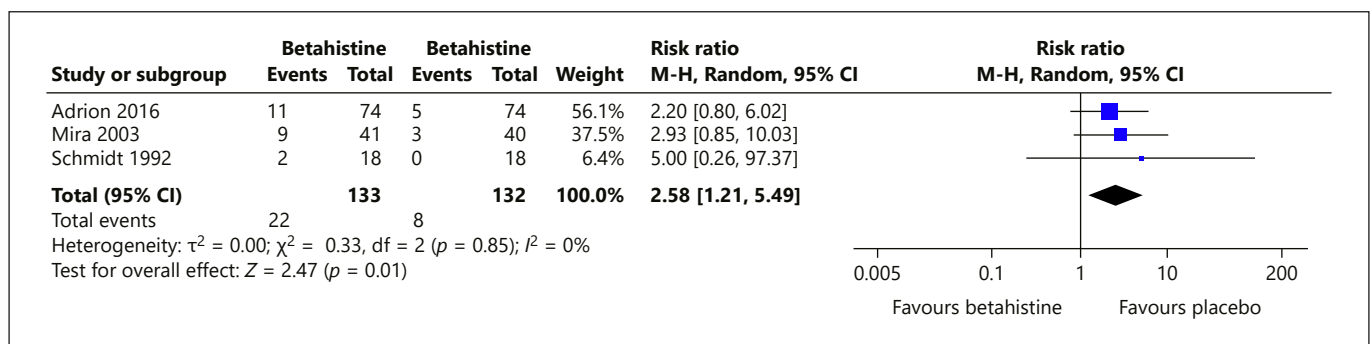 Betahistine Betahistine Risk ratio Risk ratio
Study or subgroup Events Total Events Total Weight M-H, Random, 95% CI M-H, Random, 95% CI
Adrion 2016 11 74 5 74 56.1% 2.20 [0.80, 6.02]
Mira 2003 9 41 3 40 37.5% 2.93 [0.85, 10.03]
Schmidt 1992 2 18 0 18 6.4% 5.00 [0.26, 97.37]
Total (95% CI) 133 132 100.0% 2.58 [1.21, 5.49]
Total events 22 8
Heterogeneity: τ² = 0.00; χ² = 0.33, df = 2 (p = 0.85); I² = 0%
Test for overall effect: Z = 2.47 (p = 0.01)
0.005 0.1 1 10 200
Favours betahistine Favours placebo